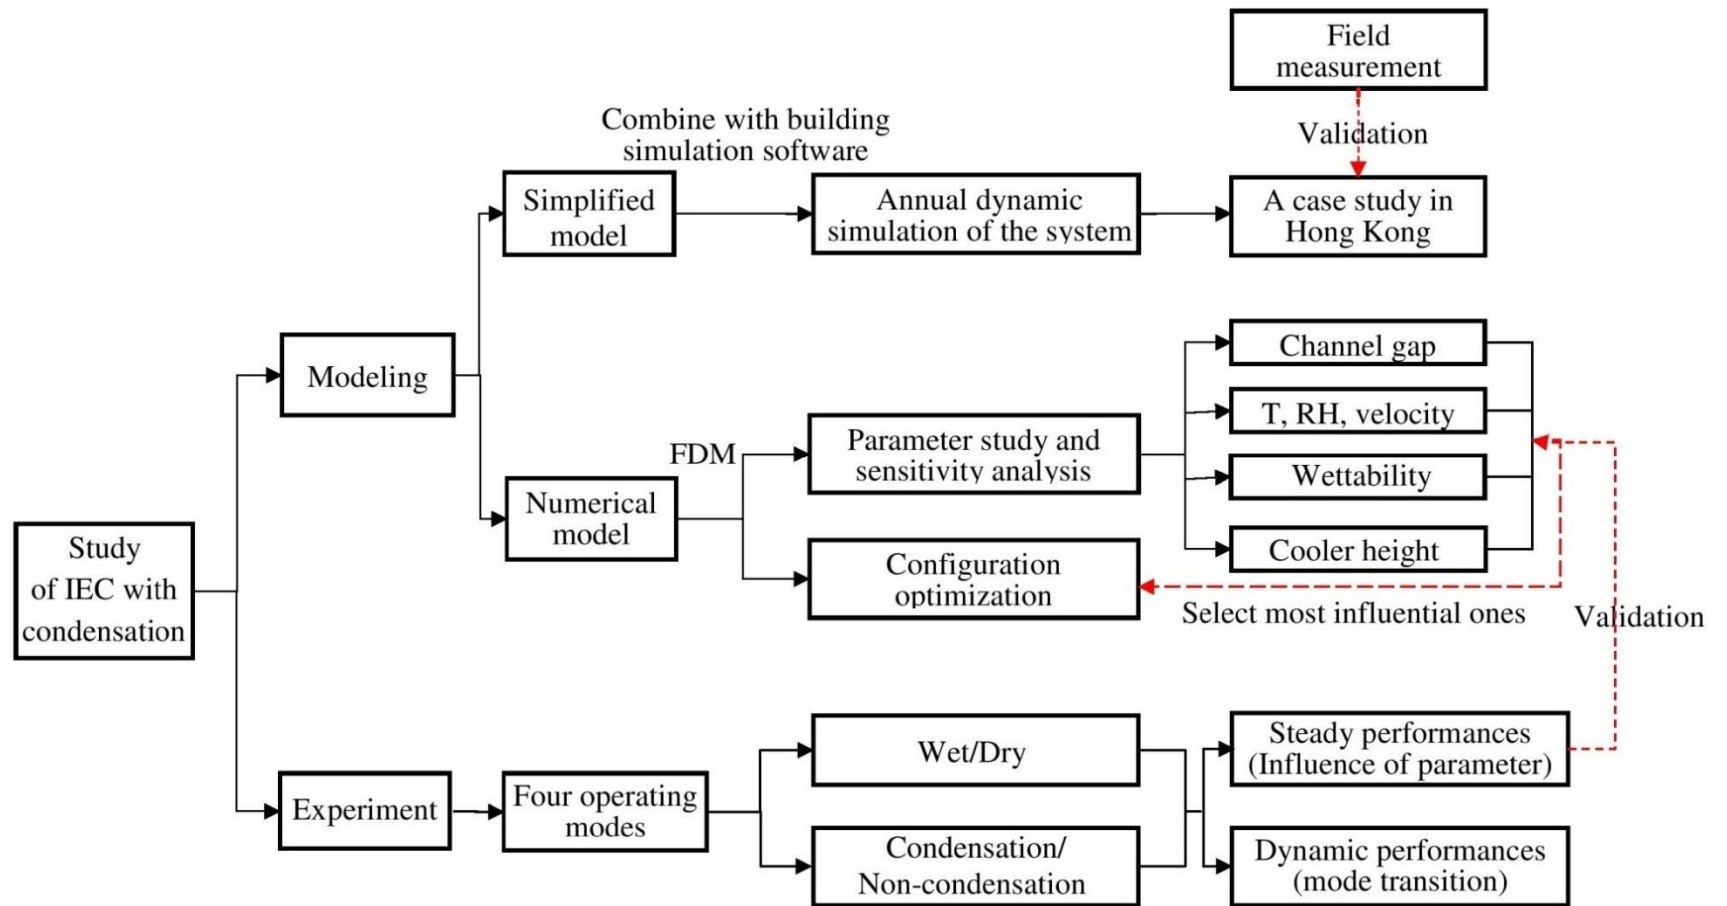 Field
measurement
Validation
Combine with building
simulation software
Simplified
model
Annual dynamic
simulation of the system
A case study in
Hong Kong
Modeling
Channel gap
T, RH, velocity
FDM
Parameter study and
sensitivity analysis
Wettability
Numerical
model
Cooler height
Configuration
optimization
Select most influential ones
Validation
Study
of IEC with
condensation
Wet/Dry
Steady performances
(Influence of parameter)
Experiment
Four operating
modes
Condensation/
Non-condensation
Dynamic performances
(mode transition)